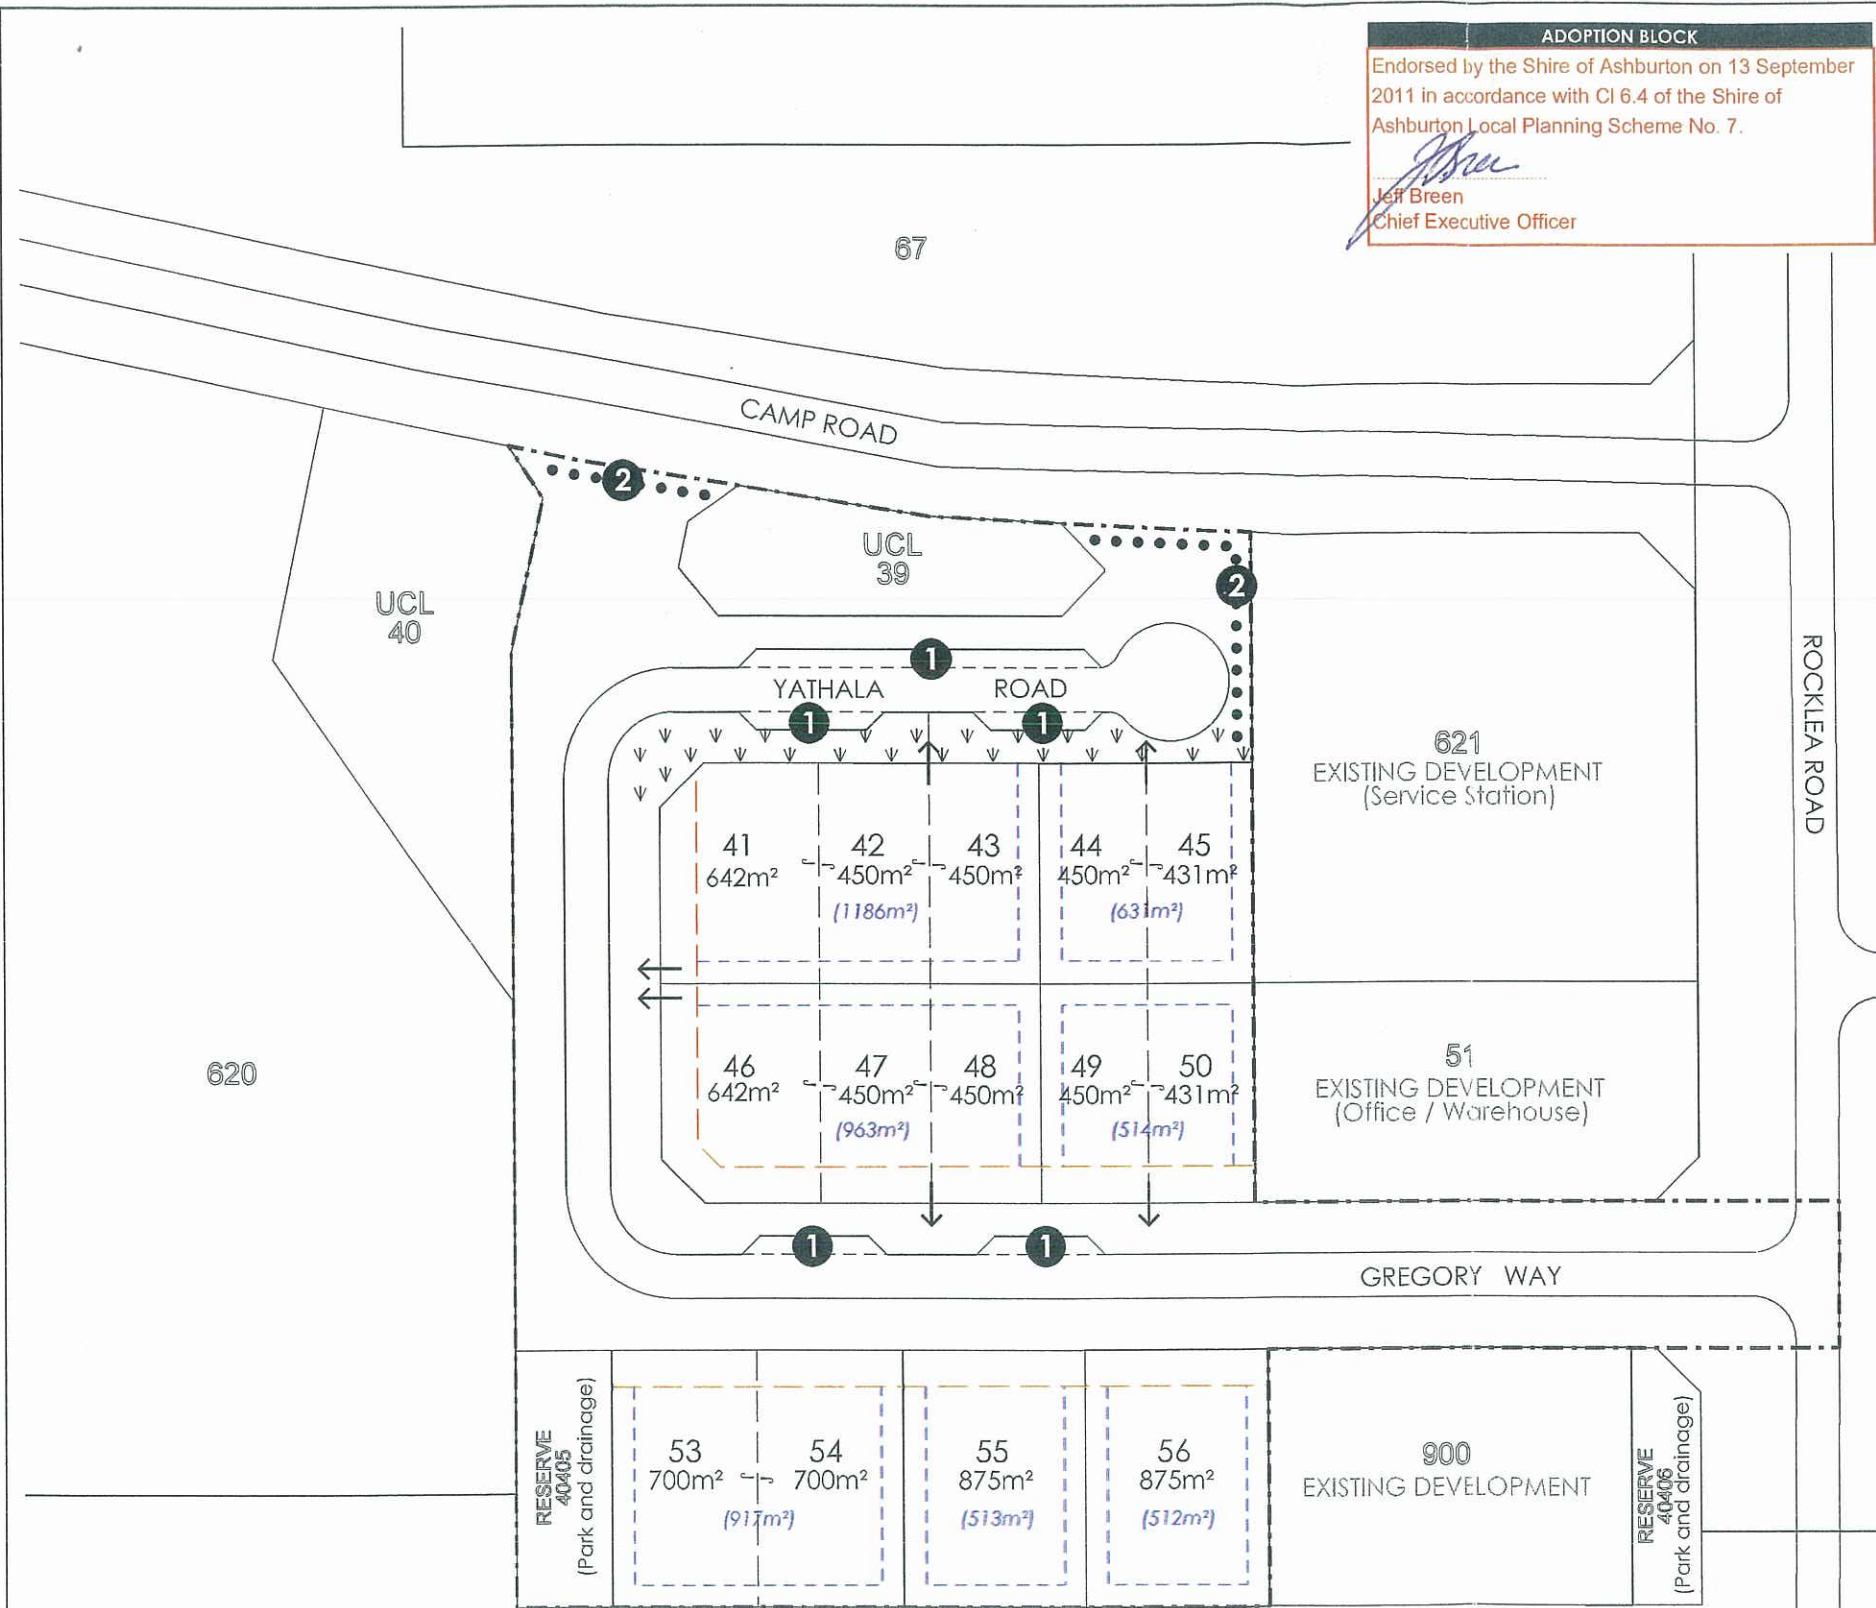 ADOPTION BLOCK
Endorsed by the Shire of Ashburton on 13 September
2011 in accordance with Cl 6.4 of the Shire of
Ashburton Local Planning Scheme No. 7.
Jeff Breen
Chief Executive Officer
67
CAMP ROAD
2
UCL
39
2
UCL
40
1
YATHALA ROAD
1
1
ROCKLEA ROAD
621
EXISTING DEVELOPMENT
(Service Station)
41
642m²
42
450m²
43
450m²
(1186m²)
44
450m²
45
431m²
(631m²)
620
46
642m²
47
450m²
48
450m²
(963m²)
49
450m²
50
431m²
(514m²)
51
EXISTING DEVELOPMENT
(Office / Warehouse)
1
1
GREGORY WAY
RESERVE
40405
(Park and drainage)
53
700m²
54
700m²
(917m²)
55
875m²
(513m²)
56
875m²
(512m²)
900
EXISTING DEVELOPMENT
RESERVE
40406
(Park and drainage)